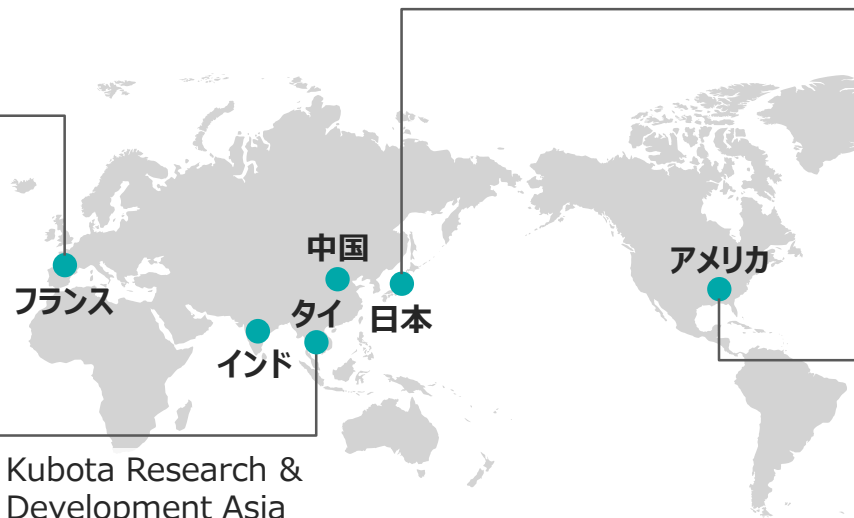 中国
アメリカ
フランス
タイ
日本
インド
Kubota Research &
Development Asia